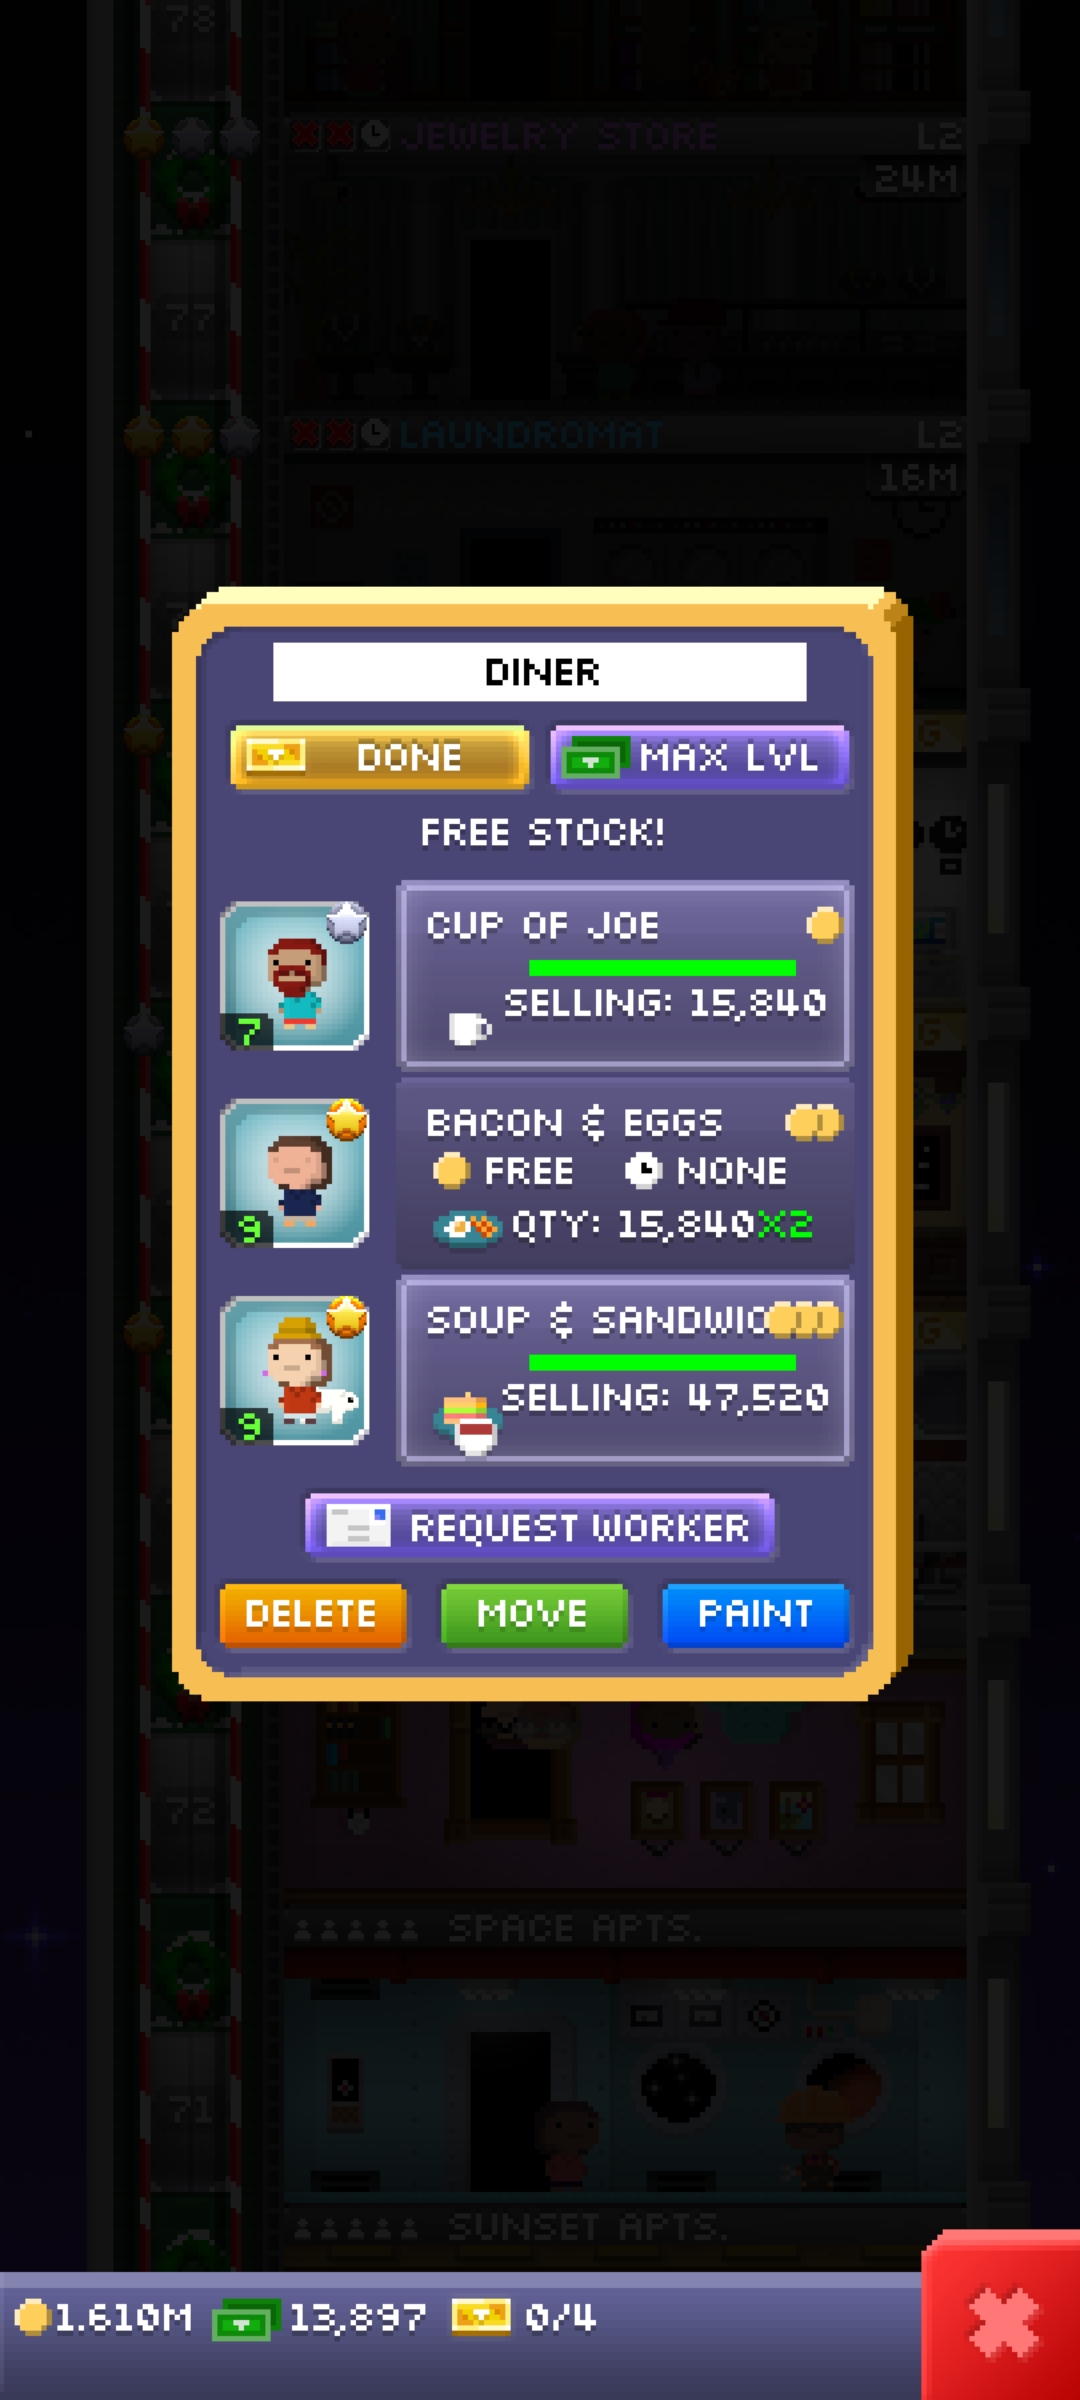 78
JEWELRY STORE L2
24M
77
LAUNDROMAT L2
16M
DINER
DONE MAX LVL
FREE STOCK!
CUP OF JOE
SELLING: 15,840
7
BACON & EGGS
FREE NONE
QTY: 15,840X2
9
SOUP & SANDWIC
SELLING: 47,520
9
REQUEST WORKER
DELETE MOVE PAINT
72
SPACE APTS.
71
SUNSET APTS.
1.610M 13,897 0/4